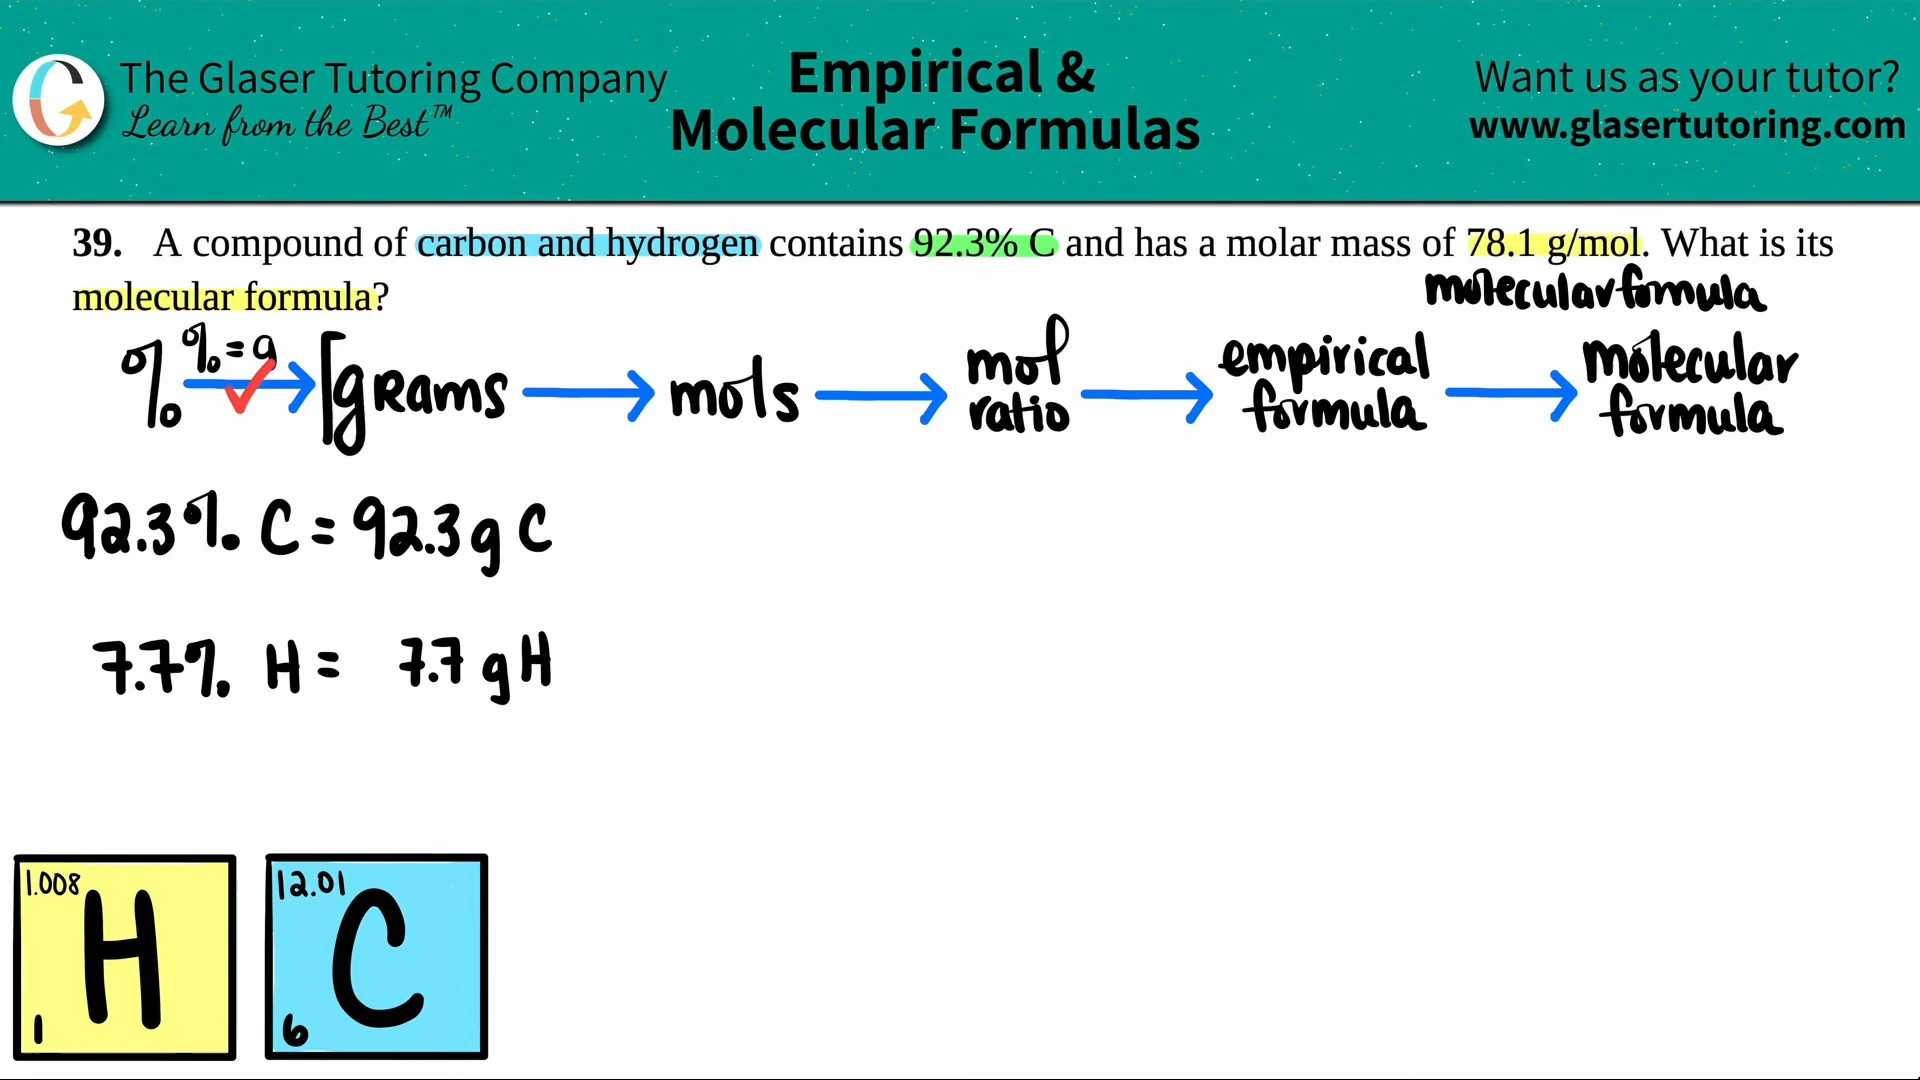 The Glaser Tutoring Company
Learn from the Best™
Empirical &
Molecular Formulas
Want us as your tutor?
www.glasertutoring.com
39. A compound of carbon and hydrogen contains 92.3% C and has a molar mass of 78.1 g/mol. What is its
molecular formula?
molecular formula
% %=g [grams mols mol ratio empirical formula molecular formula
92.3% C = 92.3 g C
7.7% H = 7.7 g H
1.008
H
1
12.01
C
6